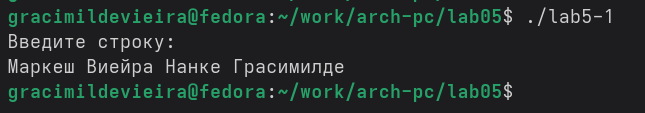 gracimildevieira@fedora:~/work/arch-pc/lab05$ ./lab5-1
Введите строку:
Маркеш Виейра Нанке Грасимилде
gracimildevieira@fedora:~/work/arch-pc/lab05$